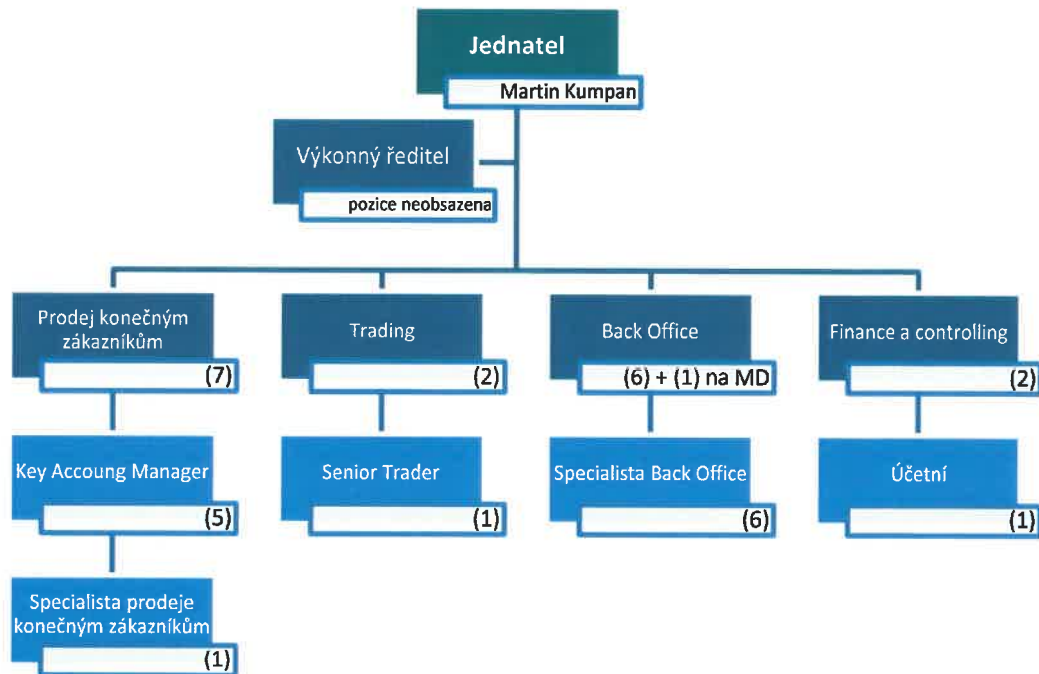 Jednatel
Martin Kumpan
Výkonný ředitel
pozice neobsazena
Prodej konečným
zákazníkům
(7)
Trading
(2)
Back Office
(6) + (1) na MD
Finance a controlling
(2)
Key Accoung Manager
(5)
Senior Trader
(1)
Specialista Back Office
(6)
Účetní
(1)
Specialista prodeje
konečným zákazníkům
(1)